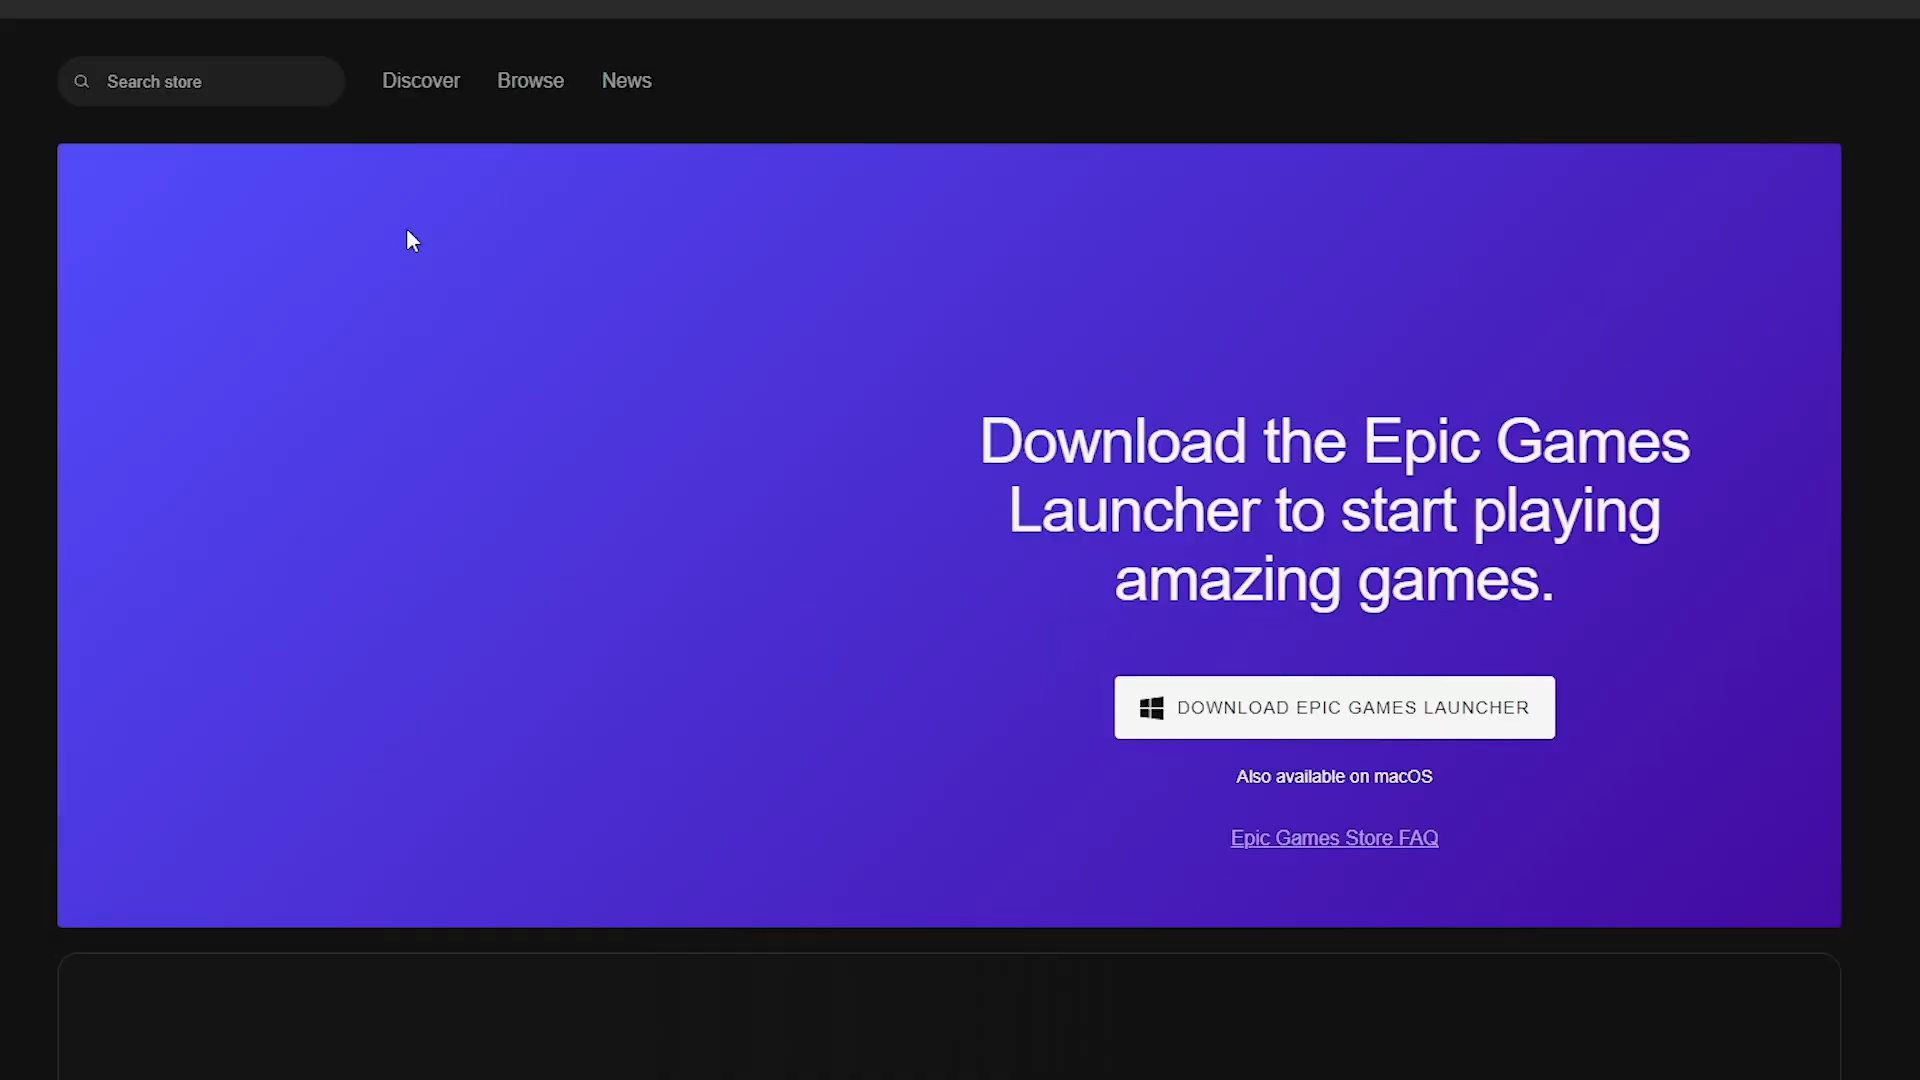 Search store
Discover
Browse
News
Download the Epic Games
Launcher to start playing
amazing games.
DOWNLOAD EPIC GAMES LAUNCHER
Also available on macOS
Epic Games Store FAQ